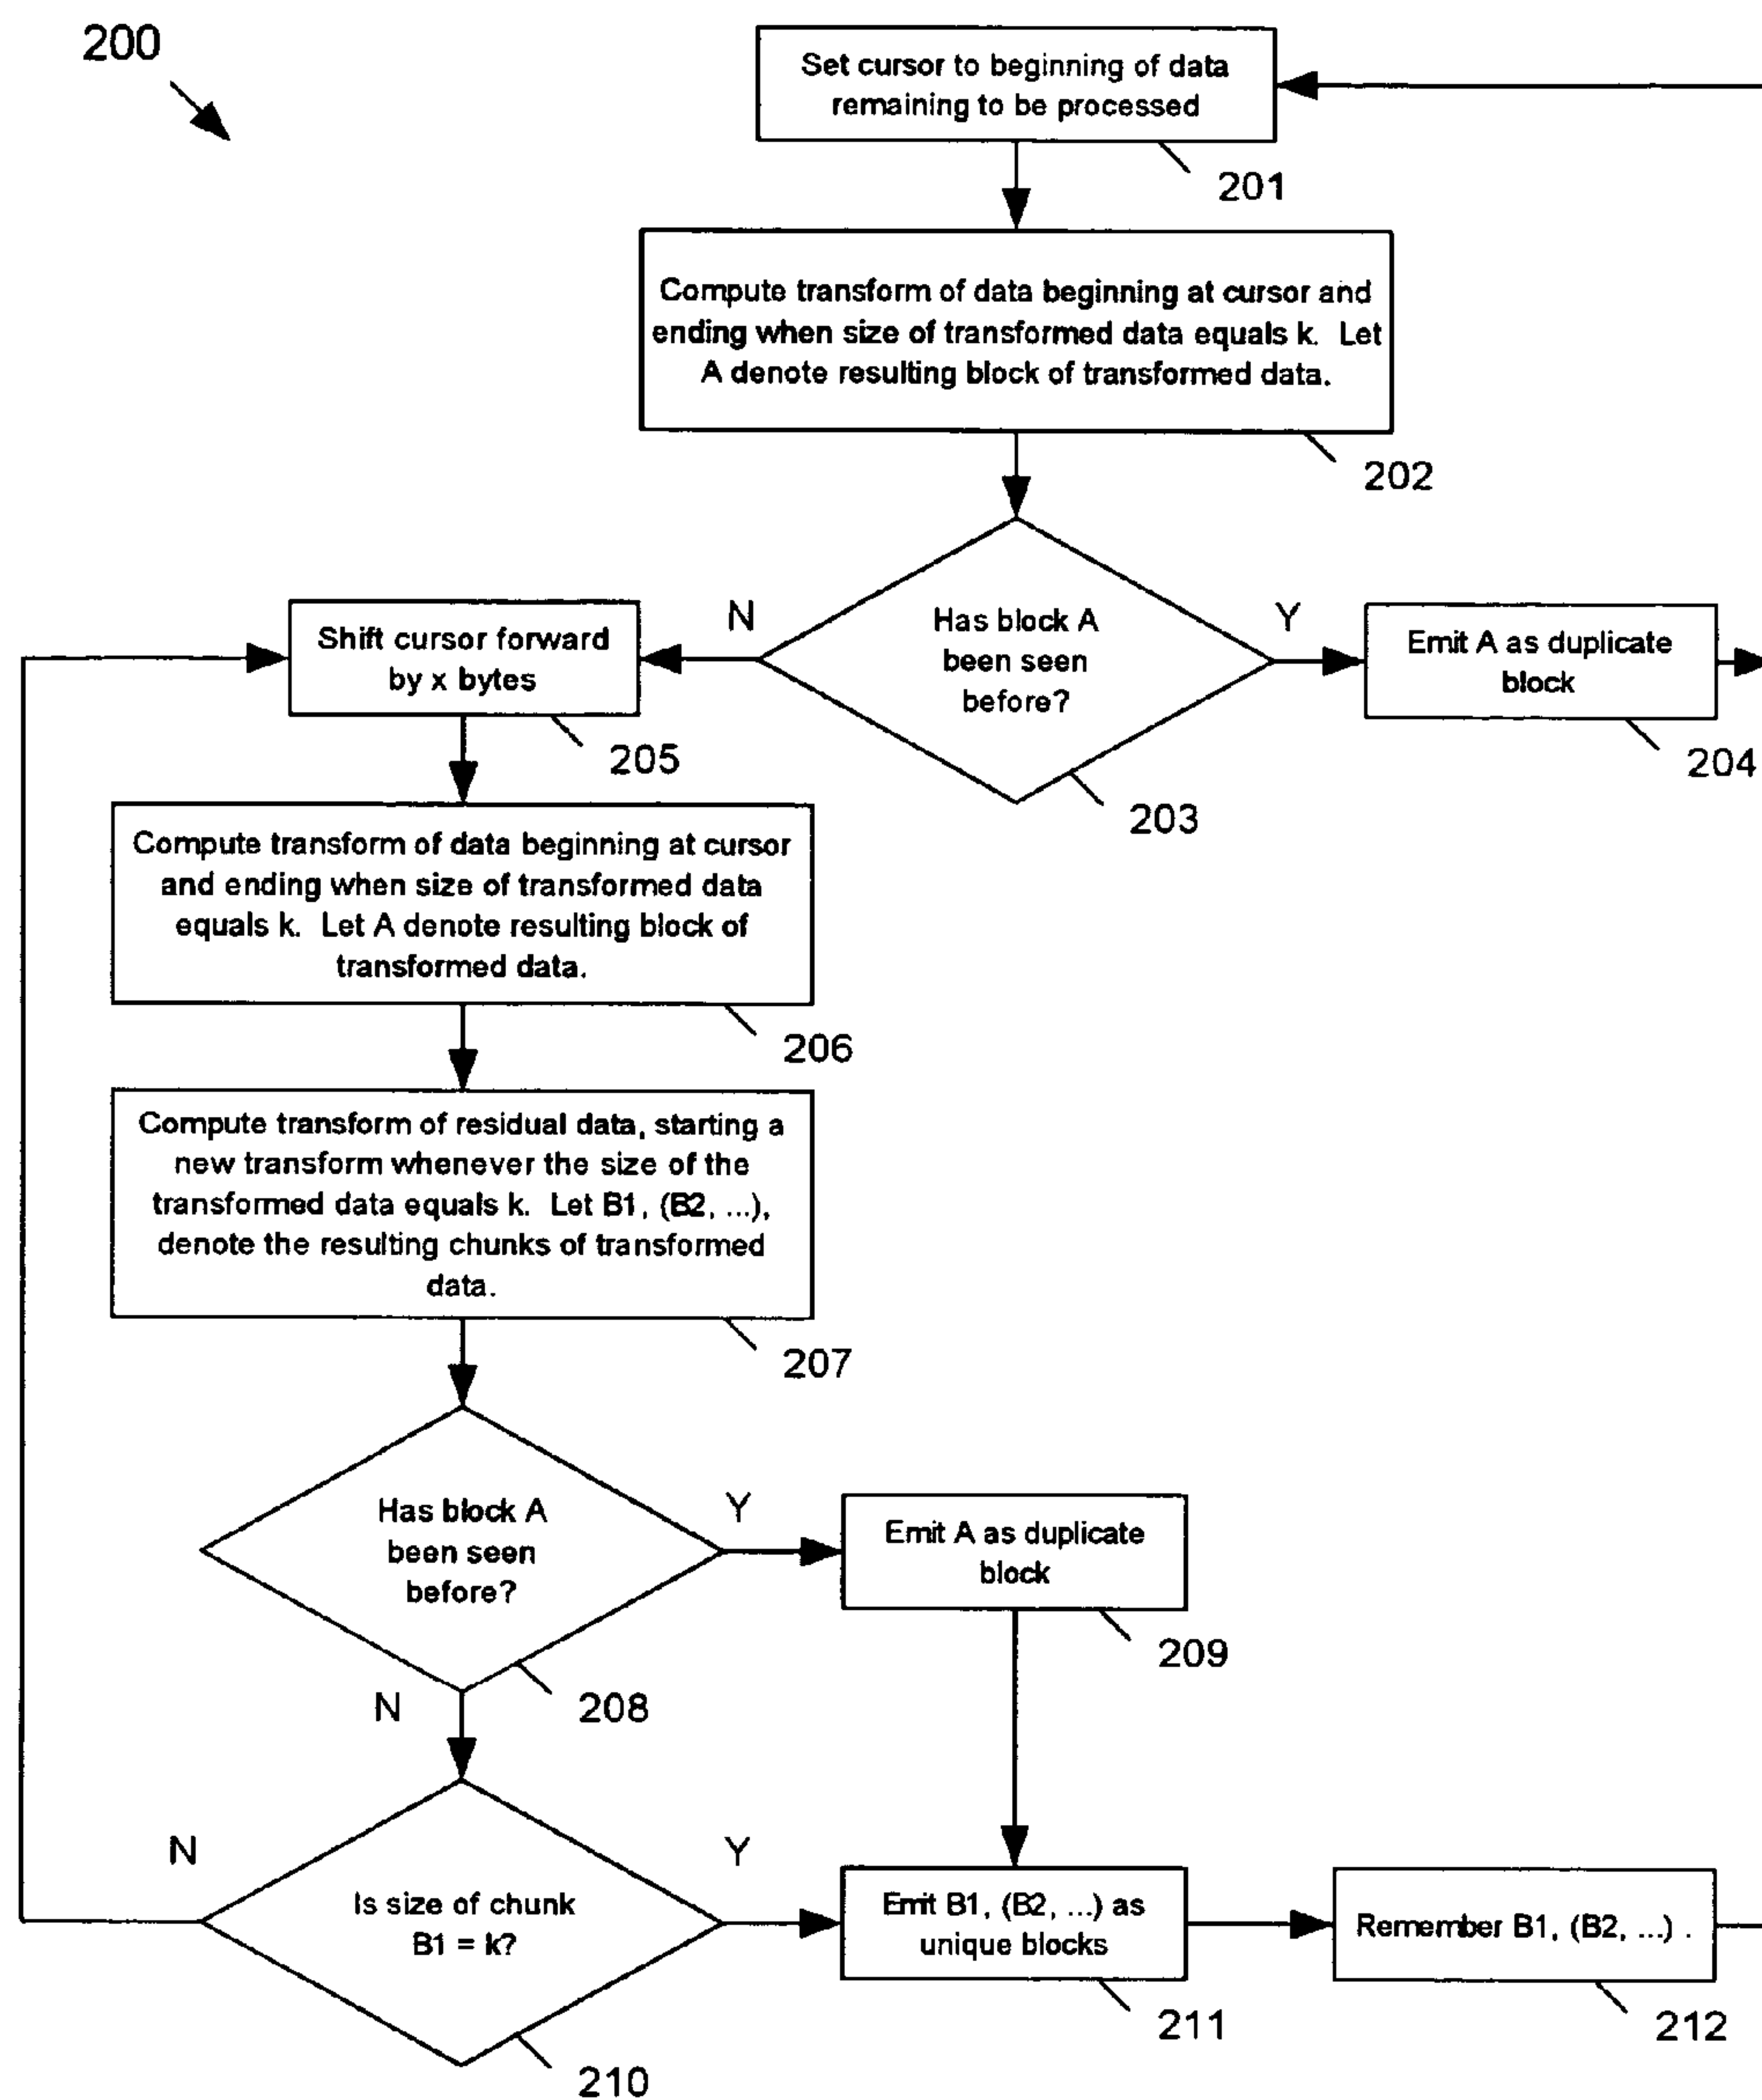 200
Set cursor to beginning of data
remaining to be processed
201
Compute transform of data beginning at cursor and
ending when size of transformed data equals k. Let
A denote resulting block of transformed data.
202
Has block A
been seen
before?
203
N
Y
Emit A as duplicate
block
204
Shift cursor forward
by x bytes
205
Compute transform of data beginning at cursor
and ending when size of transformed data
equals k. Let A denote resulting block of
transformed data.
206
Compute transform of residual data, starting a
new transform whenever the size of the
transformed data equals k. Let B1, (B2, ...),
denote the resulting chunks of transformed
data.
207
Has block A
been seen
before?
208
Y
N
Emit A as duplicate
block
209
Is size of chunk
B1 = k?
210
N
Y
Emit B1, (B2, ...) as
unique blocks
211
Remember B1, (B2, ...) .
212